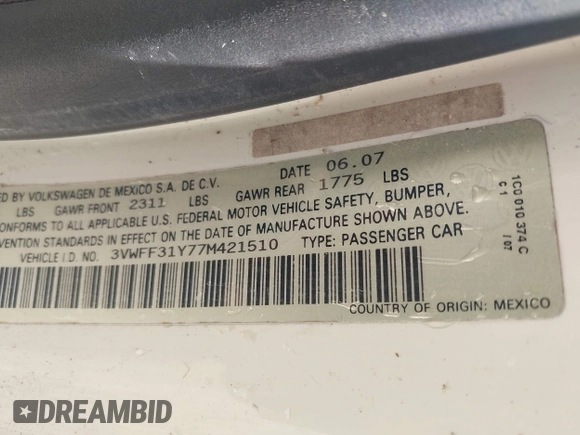 ED BY VOLKSWAGEN DE MEXICO S.A. DE C.V. DATE 06.07
LBS GAWR FRONT 2311 LBS GAWR REAR 1775 LBS
CONFORMS TO ALL APPLICABLE U.S. FEDERAL MOTOR VEHICLE SAFETY, BUMPER,
VENTION STANDARDS IN EFFECT ON THE DATE OF MANUFACTURE SHOWN ABOVE.
VEHICLE I.D. NO. 3VWFF31Y77M421510 TYPE: PASSENGER CAR
COUNTRY OF ORIGIN: MEXICO
1C0 010 374 C
C1 / 07
DREAMBID